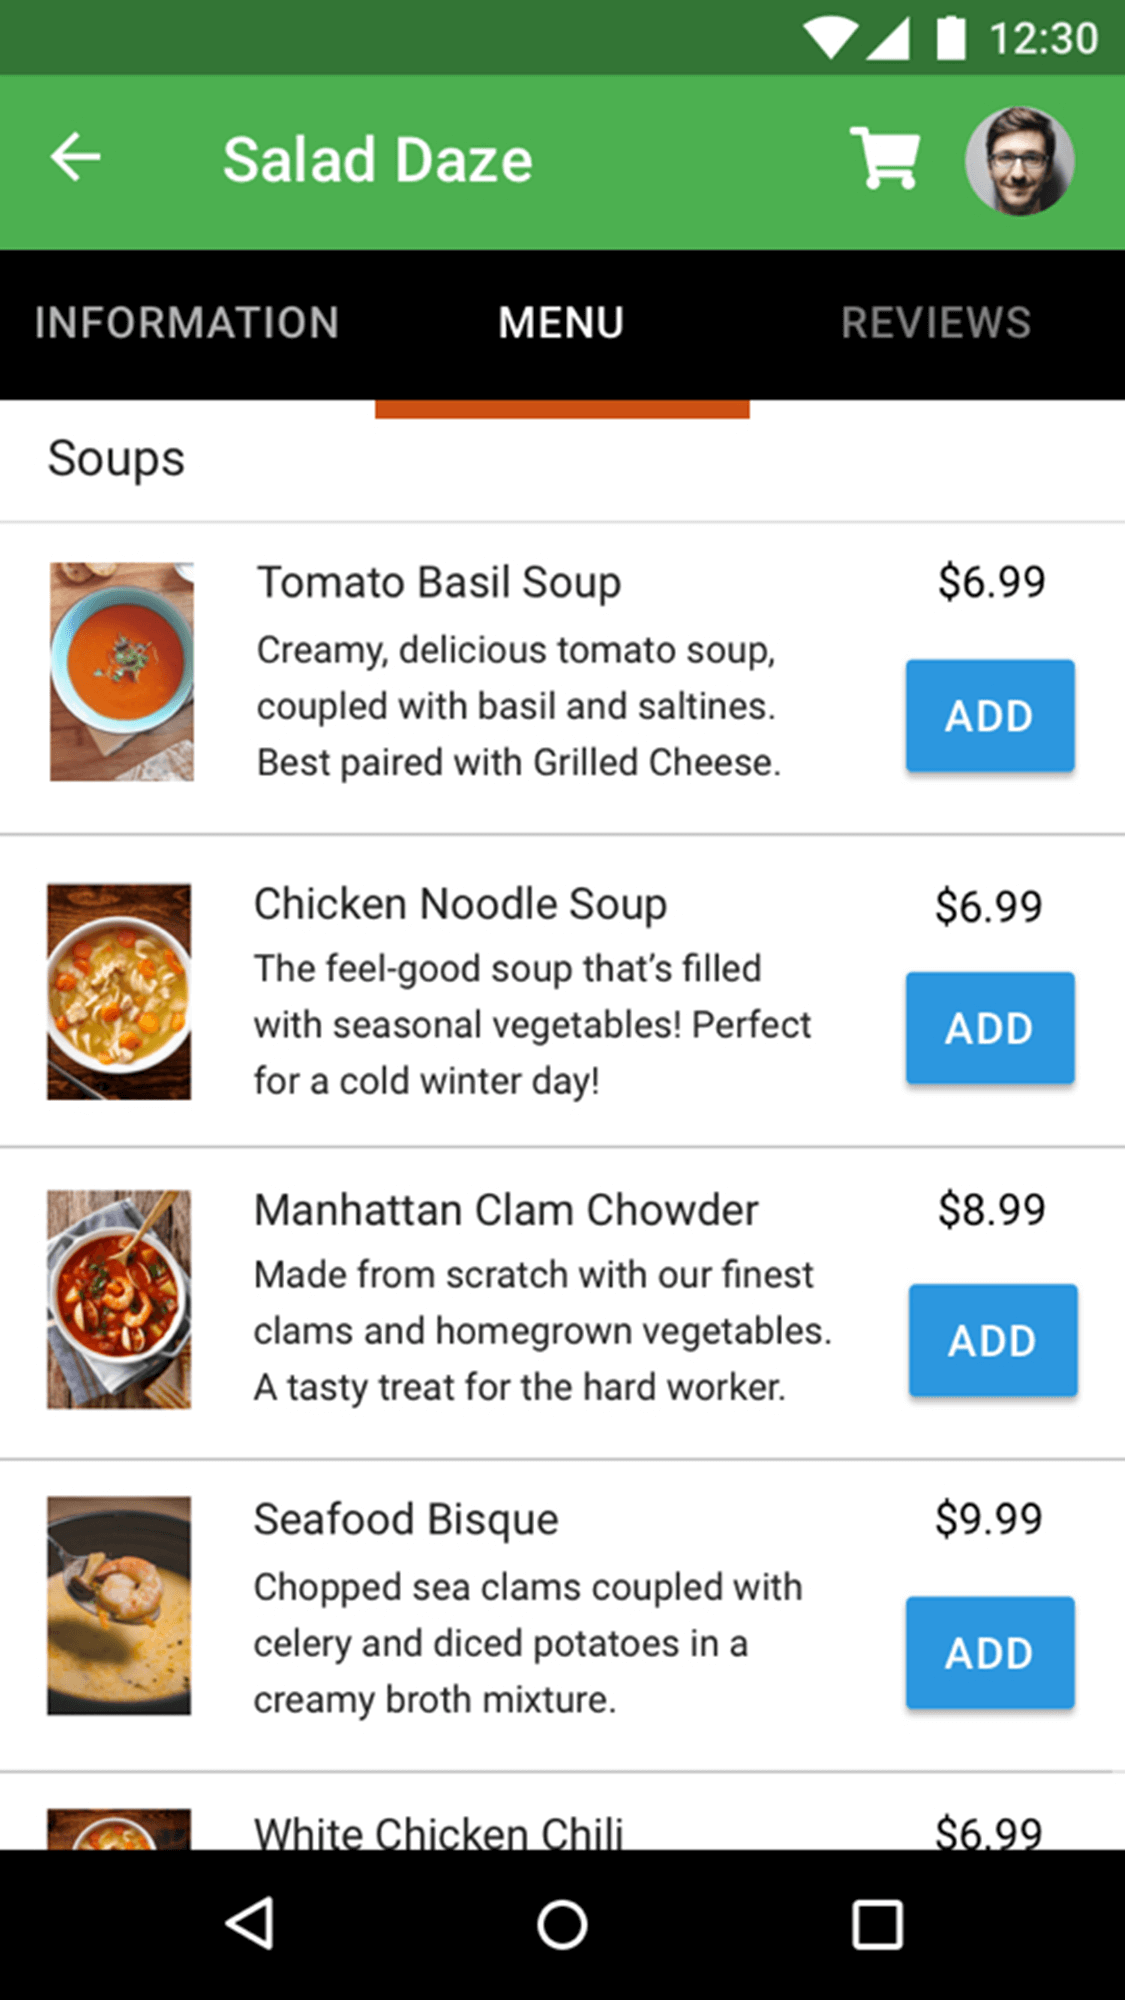 12:30
Salad Daze
INFORMATION
MENU
REVIEWS
Soups
Tomato Basil Soup
$6.99
Creamy, delicious tomato soup,
coupled with basil and saltines.
Best paired with Grilled Cheese.
ADD
Chicken Noodle Soup
$6.99
The feel-good soup that’s filled
with seasonal vegetables! Perfect
for a cold winter day!
ADD
Manhattan Clam Chowder
$8.99
Made from scratch with our finest
clams and homegrown vegetables.
A tasty treat for the hard worker.
ADD
Seafood Bisque
$9.99
Chopped sea clams coupled with
celery and diced potatoes in a
creamy broth mixture.
ADD
White Chicken Chili
$6.99